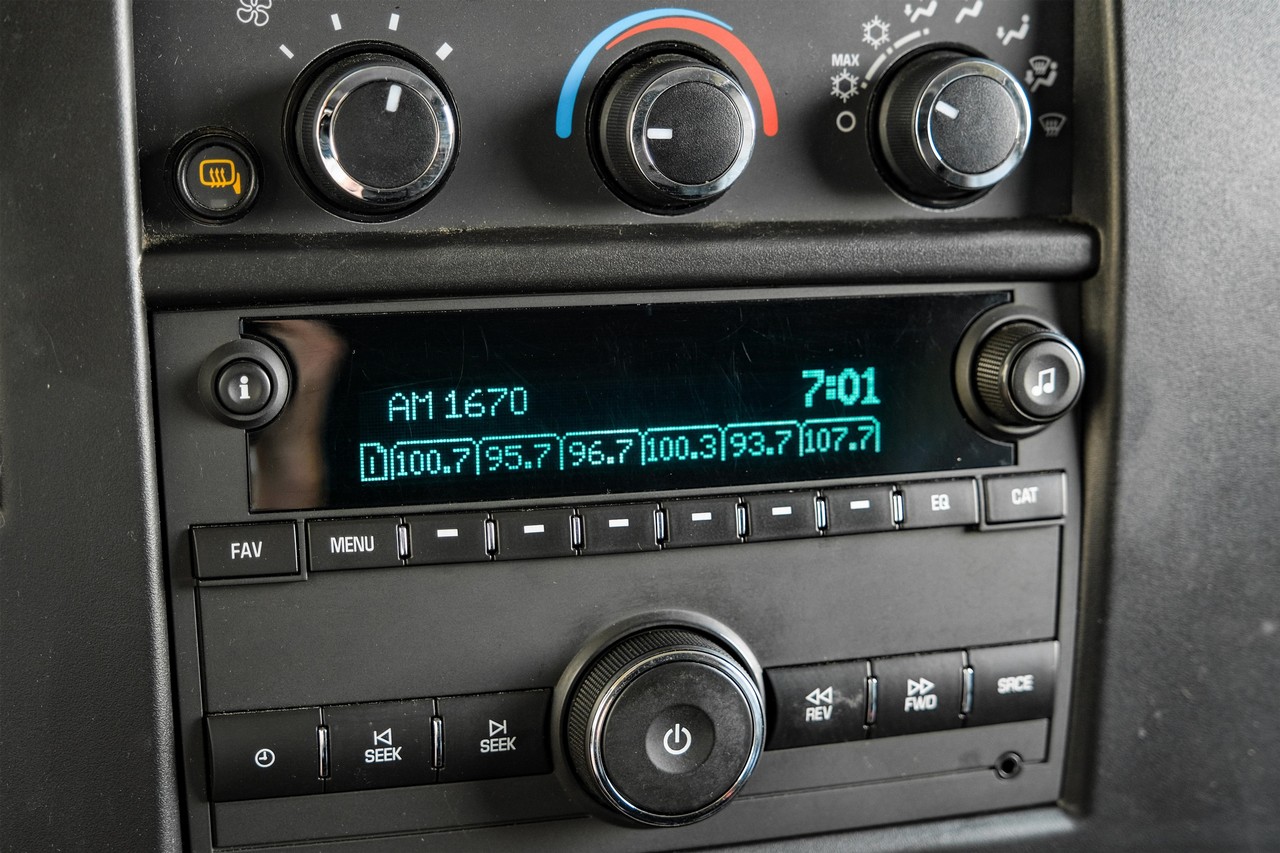 MAX
AM 1670 7:01
1 100.7 95.7 96.7 100.3 93.7 107.7
FAV MENU EQ CAT
SEEK SEEK REV FWD SRCE